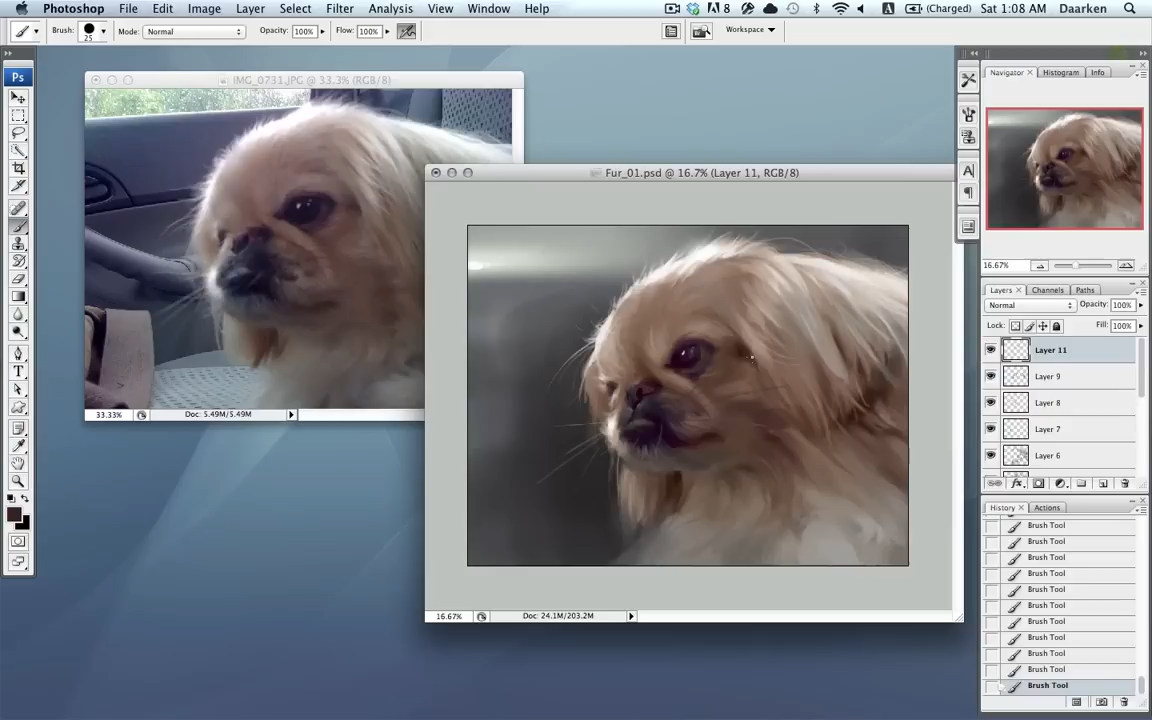 Photoshop File Edit Image Layer Select Filter Analysis View Window Help 8 A (Charged) Sat 1:08 AM Daarken
Brush: 25 Mode: Normal Opacity: 100% Flow: 100% Workspace
Ps
IMG_0731.JPG @ 33.3% (RGB/8)
33.33% Doc: 5.49M/5.49M
Fur_01.psd @ 16.7% (Layer 11, RGB/8)
16.67% Doc: 24.1M/203.2M
Navigator Histogram Info
16.67%
Layers Channels Paths
Normal Opacity: 100%
Lock: Fill: 100%
Layer 11
Layer 9
Layer 8
Layer 7
Layer 6
History Actions
Brush Tool
Brush Tool
Brush Tool
Brush Tool
Brush Tool
Brush Tool
Brush Tool
Brush Tool
Brush Tool
Brush Tool
Brush Tool